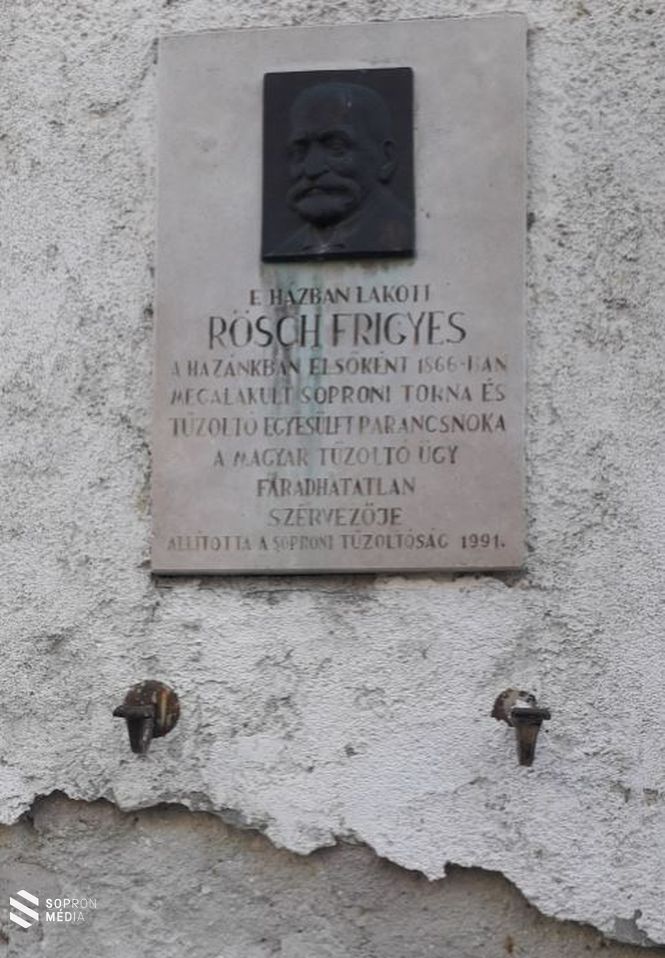 E HÁZBAN LAKOTT
RÖSCH FRIGYES
A HAZÁNKBAN ELSŐKÉNT 1866-BAN
MEGALAKULT SOPRONI TORNA ÉS
TŰZOLTÓ EGYESÜLET PARANCSNOKA
A MAGYAR TŰZOLTÓ ÜGY
FÁRADHATATLAN
SZERVEZŐJE
ÁLLÍTOTTA A SOPRONI TŰZOLTÓSÁG 1991.
SOPRON
MÉDIA